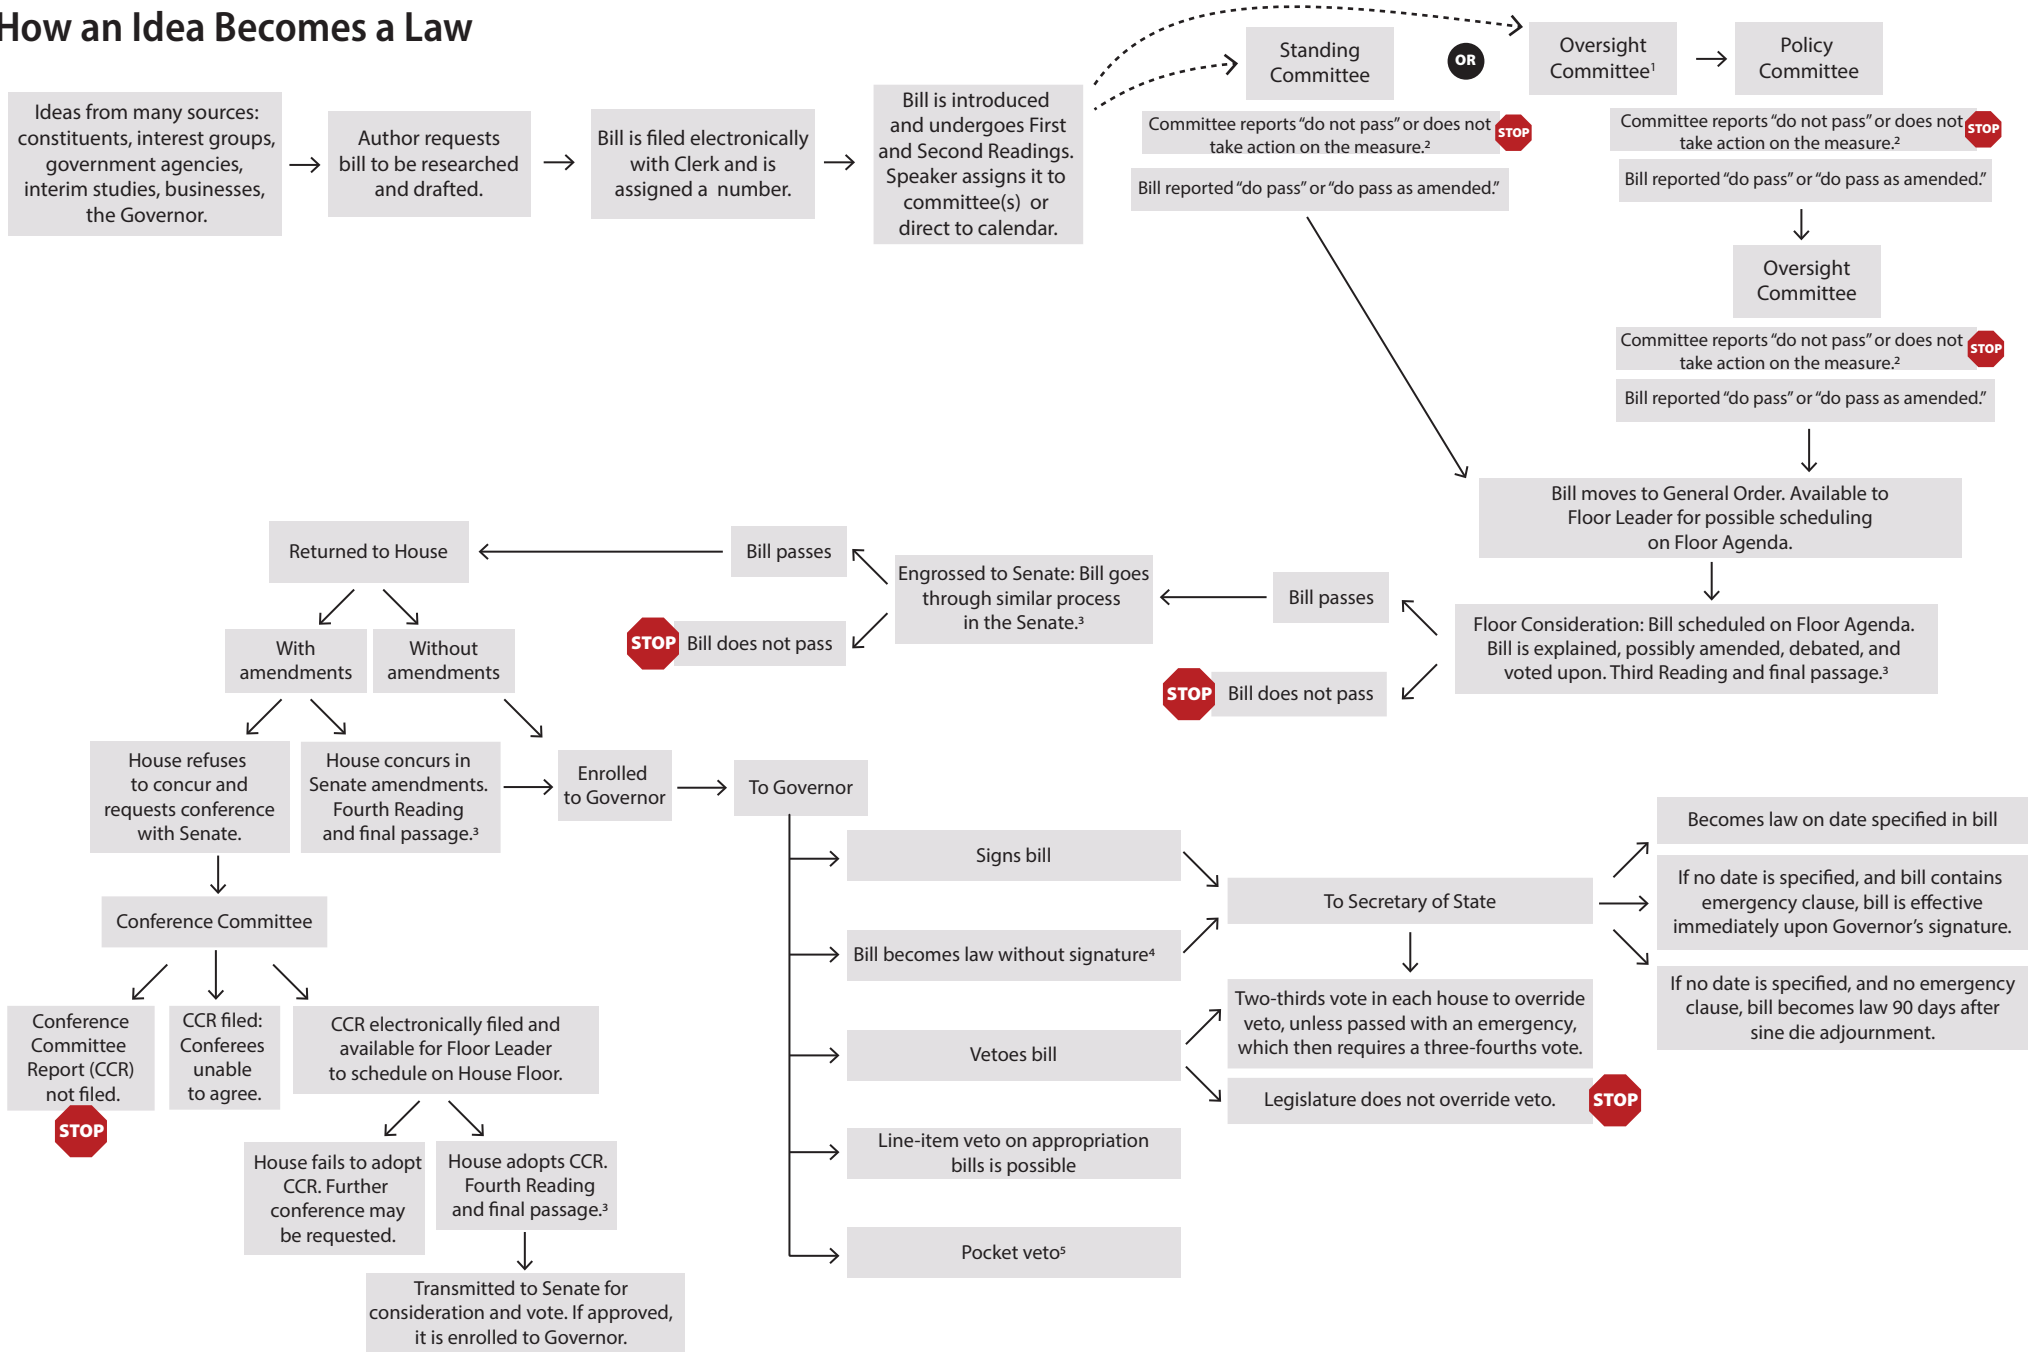 How an Idea Becomes a Law
Ideas from many sources:
constituents, interest groups,
government agencies,
interim studies, businesses,
the Governor.
Author requests
bill to be researched
and drafted.
Bill is filed electronically
with Clerk and is
assigned a number.
Bill is introduced
and undergoes First
and Second Readings.
Speaker assigns it to
committee(s) or
direct to calendar.
Standing
Committee
OR
Oversight
Committee¹
Policy
Committee
Committee reports “do not pass” or does not
take action on the measure.²
STOP
Bill reported “do pass” or “do pass as amended.”
Committee reports “do not pass” or does not
take action on the measure.²
STOP
Bill reported “do pass” or “do pass as amended.”
Oversight
Committee
Committee reports “do not pass” or does not
take action on the measure.²
STOP
Bill reported “do pass” or “do pass as amended.”
Bill moves to General Order. Available to
Floor Leader for possible scheduling
on Floor Agenda.
Floor Consideration: Bill scheduled on Floor Agenda.
Bill is explained, possibly amended, debated, and
voted upon. Third Reading and final passage.³
Bill passes
STOP
Bill does not pass
Engrossed to Senate: Bill goes
through similar process
in the Senate.³
Bill passes
STOP
Bill does not pass
Returned to House
With
amendments
Without
amendments
House refuses
to concur and
requests conference
with Senate.
House concurs in
Senate amendments.
Fourth Reading
and final passage.³
Enrolled
to Governor
To Governor
Conference Committee
Conference
Committee
Report (CCR)
not filed.
STOP
CCR filed:
Conferees
unable
to agree.
CCR electronically filed and
available for Floor Leader
to schedule on House Floor.
House fails to adopt
CCR. Further
conference may
be requested.
House adopts CCR.
Fourth Reading
and final passage.³
Transmitted to Senate for
consideration and vote. If approved,
it is enrolled to Governor.
Signs bill
Bill becomes law without signature⁴
Vetoes bill
Line-item veto on appropriation
bills is possible
Pocket veto⁵
To Secretary of State
Two-thirds vote in each house to override
veto, unless passed with an emergency,
which then requires a three-fourths vote.
Legislature does not override veto.
STOP
Becomes law on date specified in bill
If no date is specified, and bill contains
emergency clause, bill is effective
immediately upon Governor’s signature.
If no date is specified, and no emergency
clause, bill becomes law 90 days after
sine die adjournment.